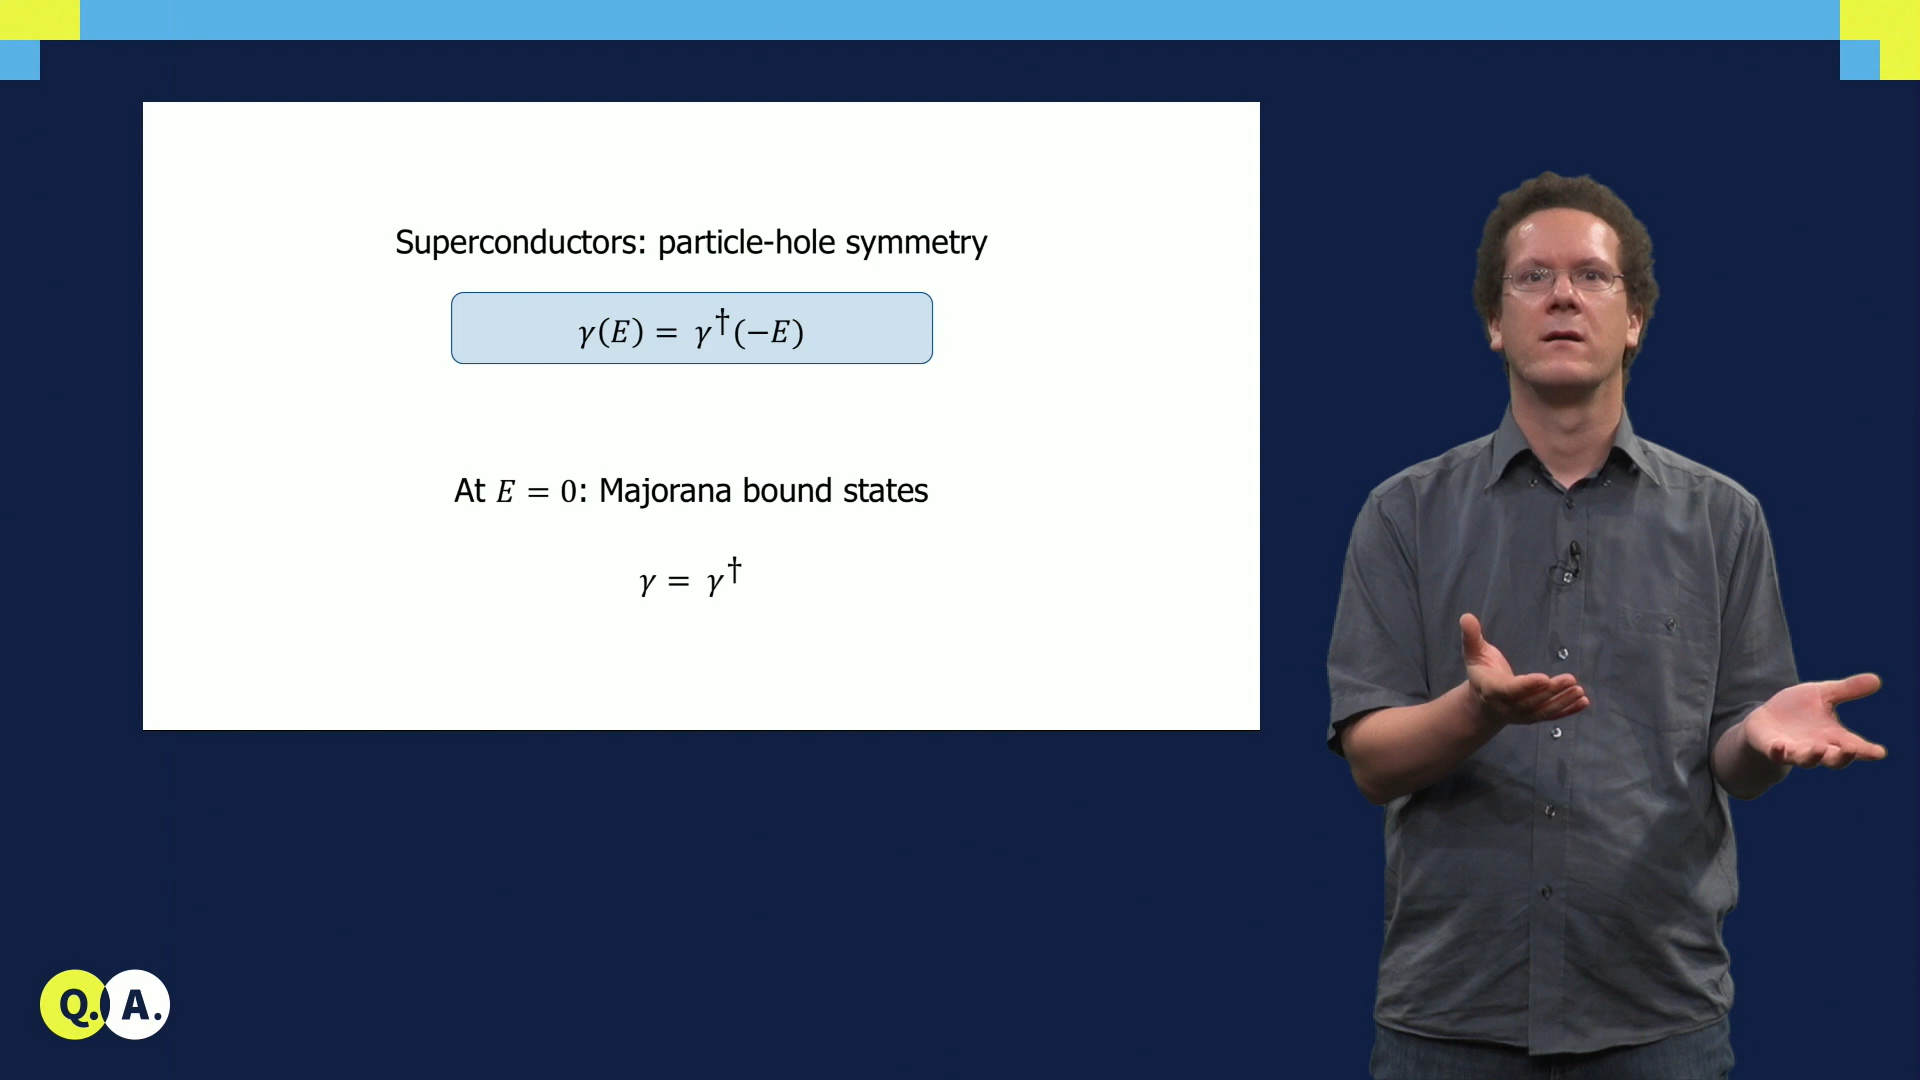 Superconductors: particle-hole symmetry
γ(E) = γ†(−E)
At E = 0: Majorana bound states
γ = γ†
Q. A.